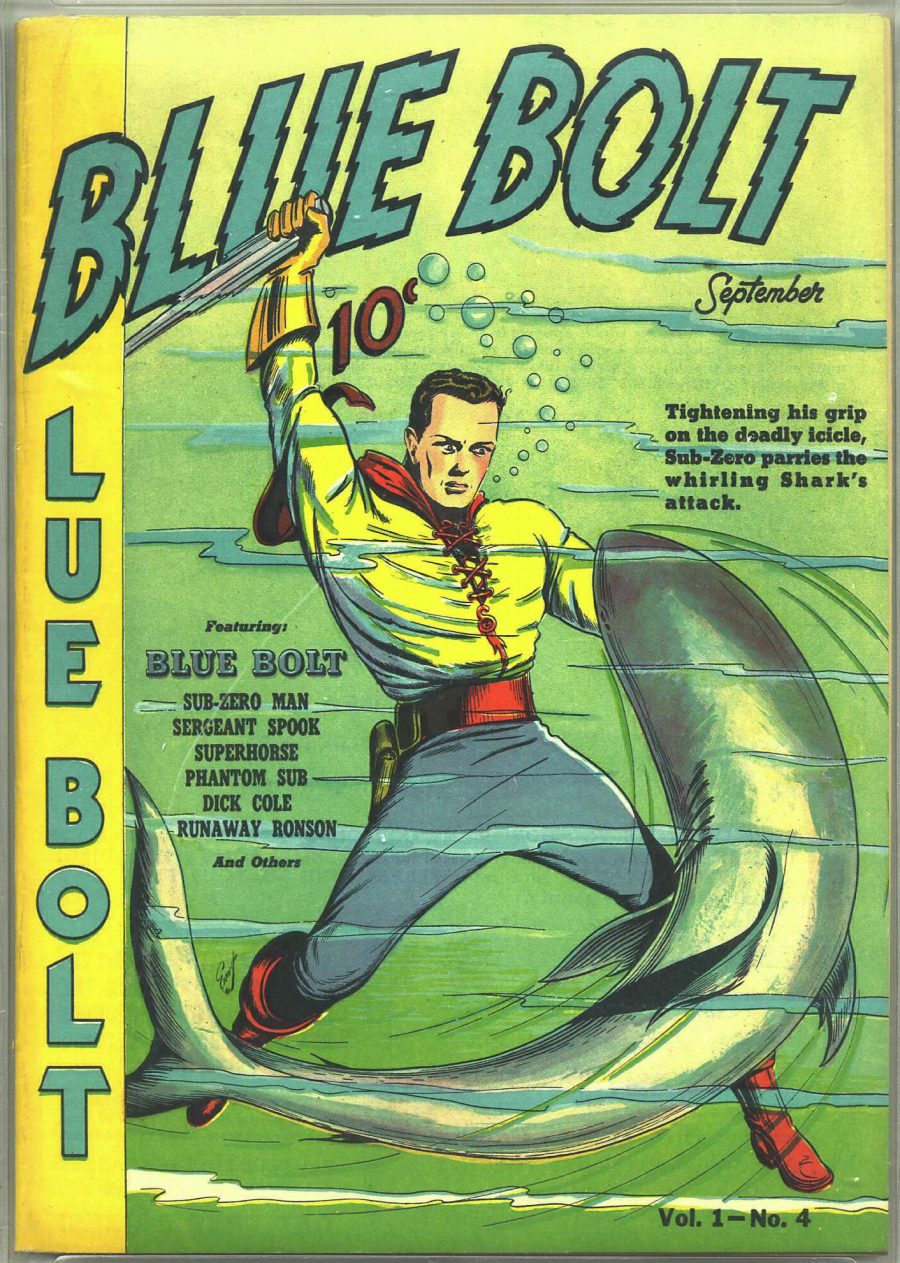 BLUE BOLT
LUE BOLT
10¢
September
Tightening his grip
on the deadly icicle,
Sub-Zero parries the
whirling Shark's
attack.
Featuring:
BLUE BOLT
SUB-ZERO MAN
SERGEANT SPOOK
SUPERHORSE
PHANTOM SUB
DICK COLE
RUNAWAY RONSON
And Others
Vol. 1—No. 4